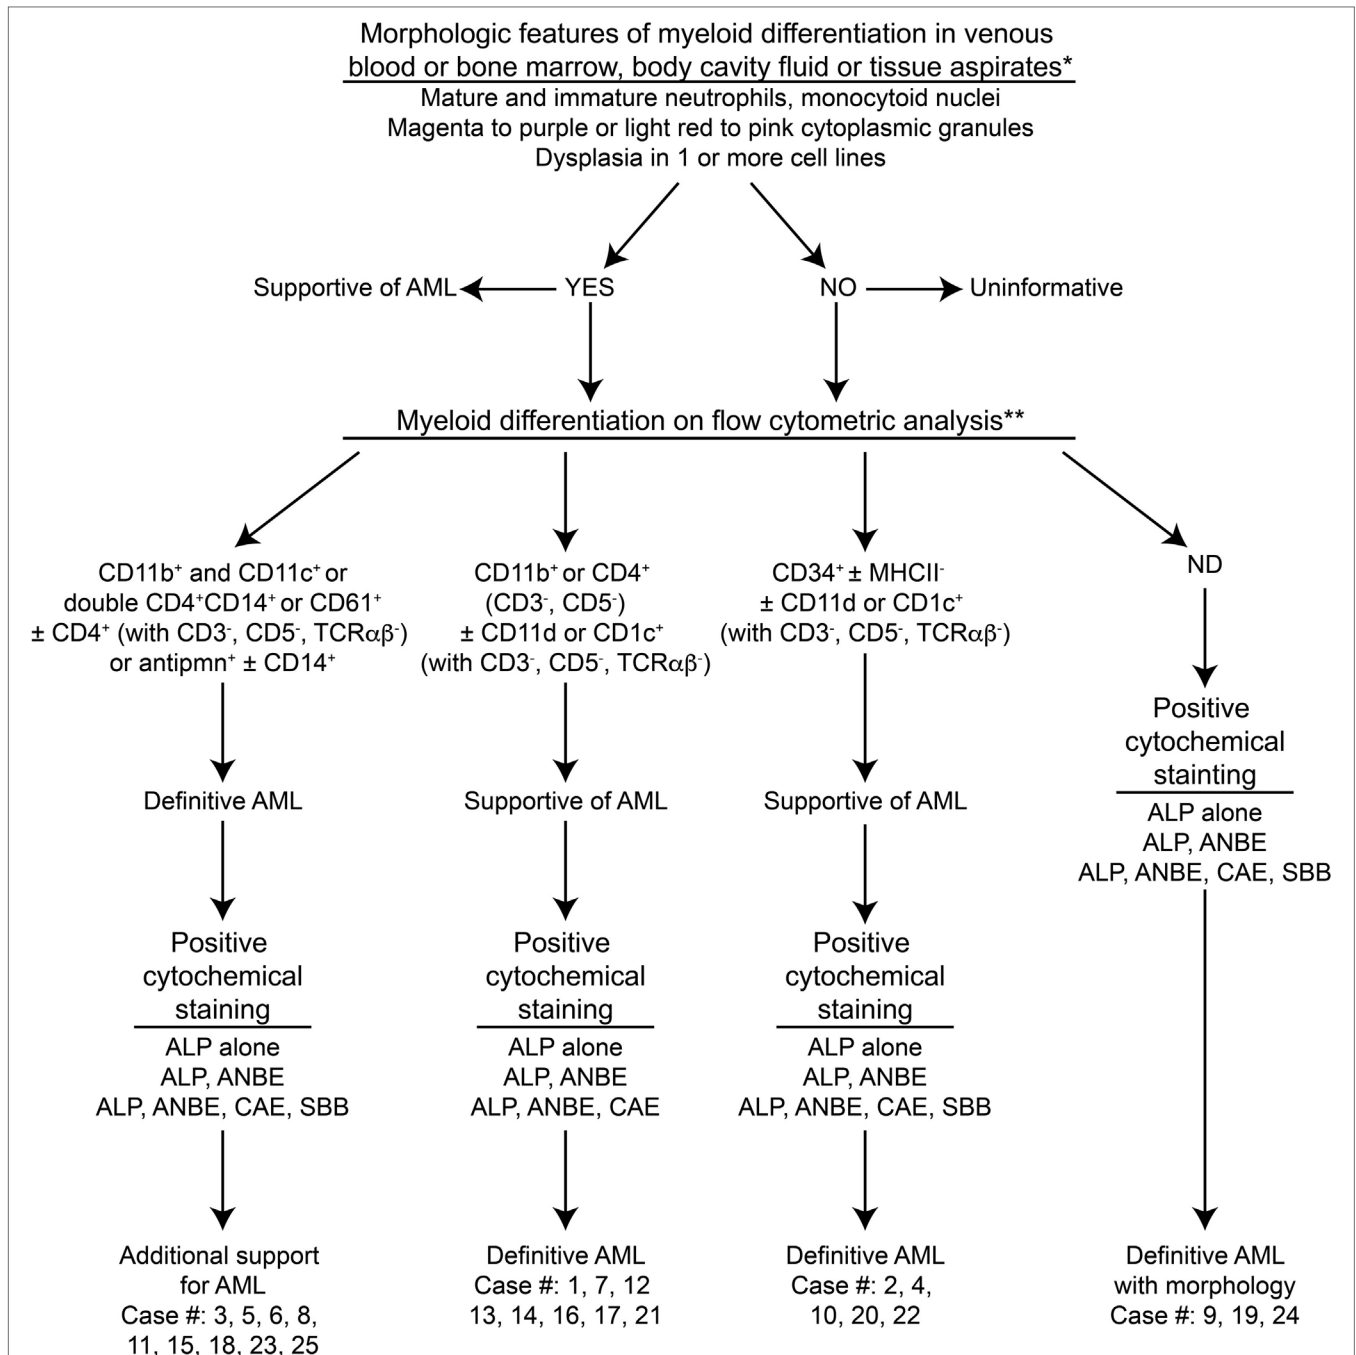 Morphologic features of myeloid differentiation in venous
blood or bone marrow, body cavity fluid or tissue aspirates*
Mature and immature neutrophils, monocytoid nuclei
Magenta to purple or light red to pink cytoplasmic granules
Dysplasia in 1 or more cell lines
Supportive of AML
YES
NO
Uninformative
Myeloid differentiation on flow cytometric analysis**
CD11b⁺ and CD11c⁺ or
double CD4⁺CD14⁺ or CD61⁺
± CD4⁺ (with CD3⁻, CD5⁻, TCRαβ⁻)
or antipmn⁺ ± CD14⁺
Definitive AML
Positive
cytochemical
staining
ALP alone
ALP, ANBE
ALP, ANBE, CAE, SBB
Additional support
for AML
Case #: 3, 5, 6, 8,
11, 15, 18, 23, 25
CD11b⁺ or CD4⁺
(CD3⁻, CD5⁻)
± CD11d or CD1c⁺
(with CD3⁻, CD5⁻, TCRαβ⁻)
Supportive of AML
Positive
cytochemical
staining
ALP alone
ALP, ANBE
ALP, ANBE, CAE
Definitive AML
Case #: 1, 7, 12
13, 14, 16, 17, 21
CD34⁺ ± MHCII⁻
± CD11d or CD1c⁺
(with CD3⁻, CD5⁻, TCRαβ⁻)
Supportive of AML
Positive
cytochemical
staining
ALP alone
ALP, ANBE
ALP, ANBE, CAE, SBB
Definitive AML
Case #: 2, 4,
10, 20, 22
ND
Positive
cytochemical
stainting
ALP alone
ALP, ANBE
ALP, ANBE, CAE, SBB
Definitive AML
with morphology
Case #: 9, 19, 24